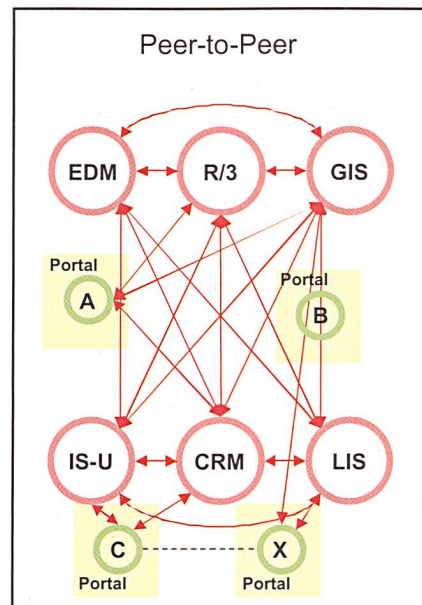 Peer-to-Peer
EDM
R/3
GIS
Portal
A
Portal
B
IS-U
CRM
LIS
C
X
Portal
Portal